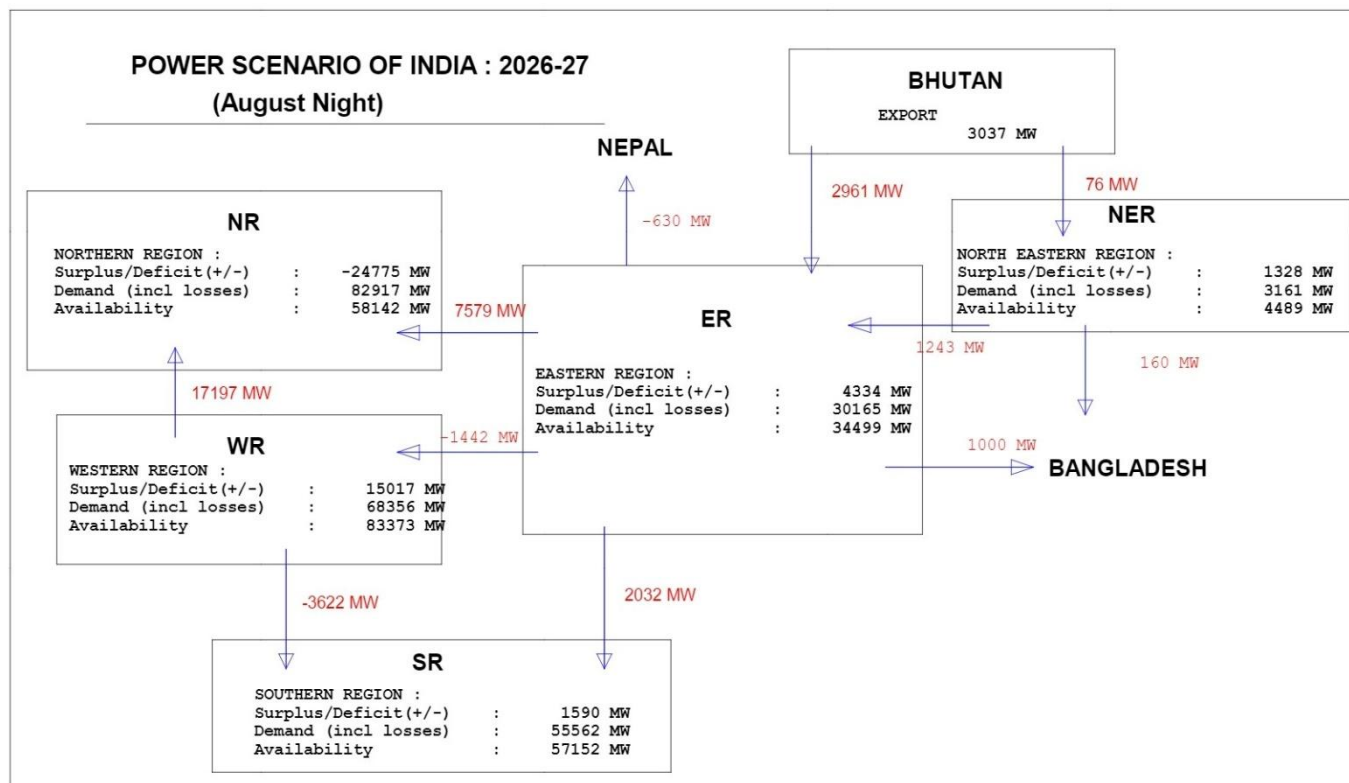 POWER SCENARIO OF INDIA : 2026-27
(August Night)
BHUTAN
EXPORT
3037 MW
NEPAL
-630 MW
2961 MW
76 MW
NR
NORTHERN REGION :
Surplus/Deficit(+/-) : -24775 MW
Demand (incl losses) : 82917 MW
Availability : 58142 MW
NER
NORTH EASTERN REGION :
Surplus/Deficit(+/-) : 1328 MW
Demand (incl losses) : 3161 MW
Availability : 4489 MW
7579 MW
ER
EASTERN REGION :
Surplus/Deficit(+/-) : 4334 MW
Demand (incl losses) : 30165 MW
Availability : 34499 MW
1243 MW
160 MW
17197 MW
-1442 MW
1000 MW
BANGLADESH
WR
WESTERN REGION :
Surplus/Deficit(+/-) : 15017 MW
Demand (incl losses) : 68356 MW
Availability : 83373 MW
-3622 MW
2032 MW
SR
SOUTHERN REGION :
Surplus/Deficit(+/-) : 1590 MW
Demand (incl losses) : 55562 MW
Availability : 57152 MW